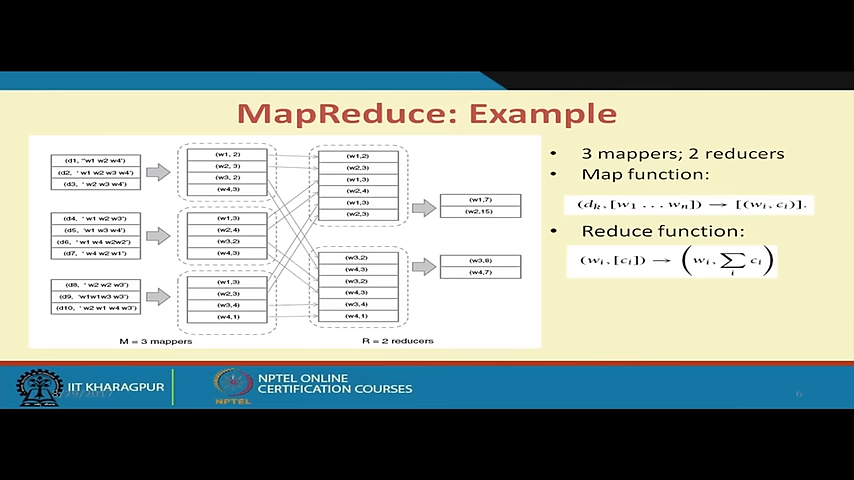 MapReduce: Example
(d1, "w1 w2 w4')
(d2, ' w1 w2 w3 w4')
(d3, ' w2 w3 w4')
(d4, ' w1 w2 w3')
(d5, ' w1 w3 w4')
(d6, ' w1 w4 w2w2')
(d7, ' w4 w2 w1')
(d8, ' w2 w2 w3')
(d9, 'w1w1w3 w3')
(d10, ' w2 w1 w4 w3')
(w1, 2)
(w2, 3)
(w3, 2)
(w4,3)
(w1,3)
(w2,4)
(w3,2)
(w4,3)
(w1,3)
(w2,3)
(w3,4)
(w4,1)
M = 3 mappers
(w1,2)
(w2,3)
(w1,3)
(w2,4)
(w1,3)
(w2,3)
(w3,2)
(w4,3)
(w3,2)
(w4,3)
(w3,4)
(w4,1)
R = 2 reducers
(w1,7)
(w2,15)
(w3,8)
(w4,7)
• 3 mappers; 2 reducers
• Map function:
(dk, [w1 ... wn]) → [(wi, ci)].
• Reduce function:
(wi, [ci]) → (wi, ∑i ci)
IIT KHARAGPUR
/29/2017
NPTEL
NPTEL ONLINE
CERTIFICATION COURSES
6